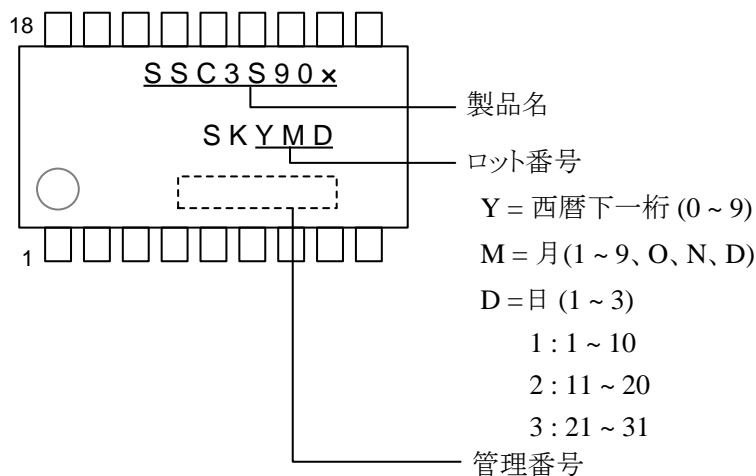 18
SSC3S90×
製品名
SKYMD
ロット番号
Y = 西暦下一桁 (0 ~ 9)
M = 月(1 ~ 9、O、N、D)
D =日 (1 ~ 3)
1 : 1 ~ 10
2 : 11 ~ 20
3 : 21 ~ 31
1
管理番号